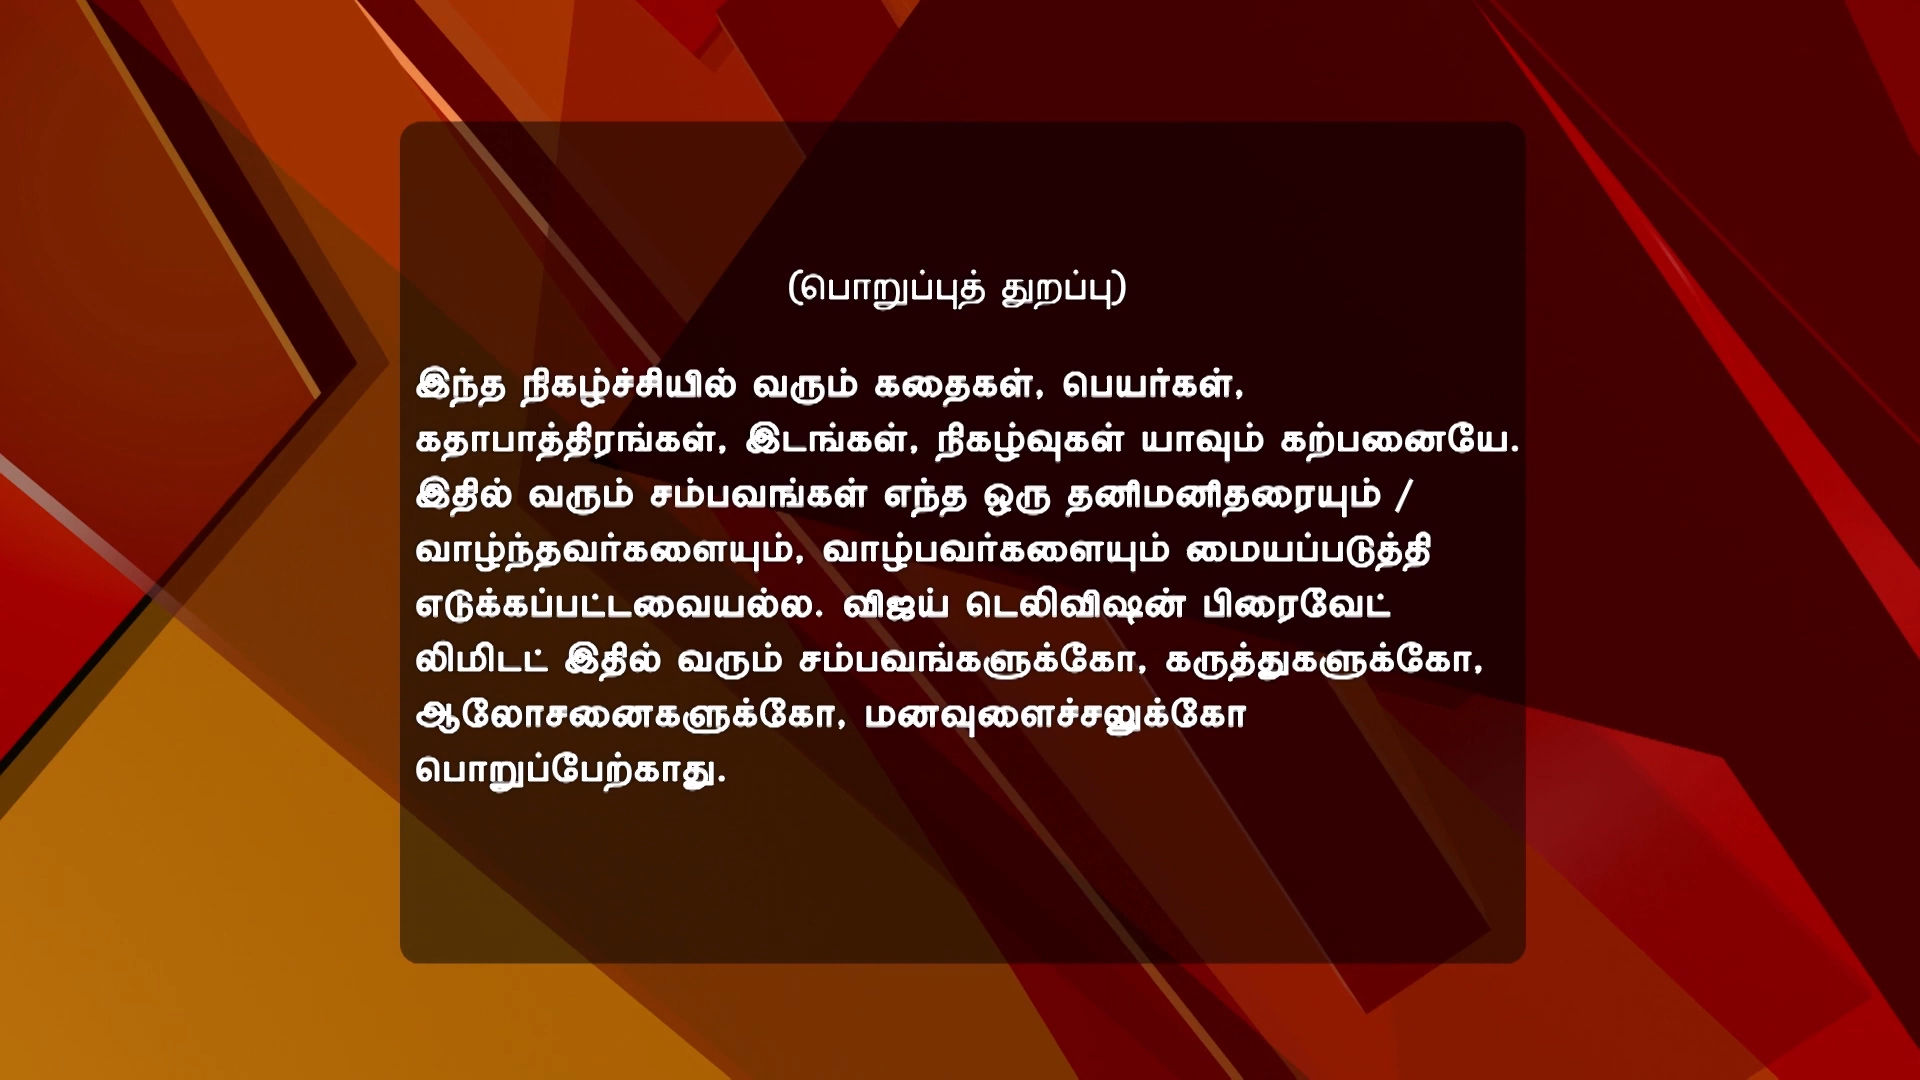 (பொறுப்புத் துறப்பு)
இந்த நிகழ்ச்சியில் வரும் கதைகள், பெயர்கள்,
கதாபாத்திரங்கள், இடங்கள், நிகழ்வுகள் யாவும் கற்பனையே.
இதில் வரும் சம்பவங்கள் எந்த ஒரு தனிமனிதரையும் /
வாழ்ந்தவர்களையும், வாழ்பவர்களையும் மையப்படுத்தி
எடுக்கப்பட்டவையல்ல. விஜய் டெலிவிஷன் பிரைவேட்
லிமிடட் இதில் வரும் சம்பவங்களுக்கோ, கருத்துகளுக்கோ,
ஆலோசனைகளுக்கோ, மனவுளைச்சலுக்கோ
பொறுப்பேற்காது.